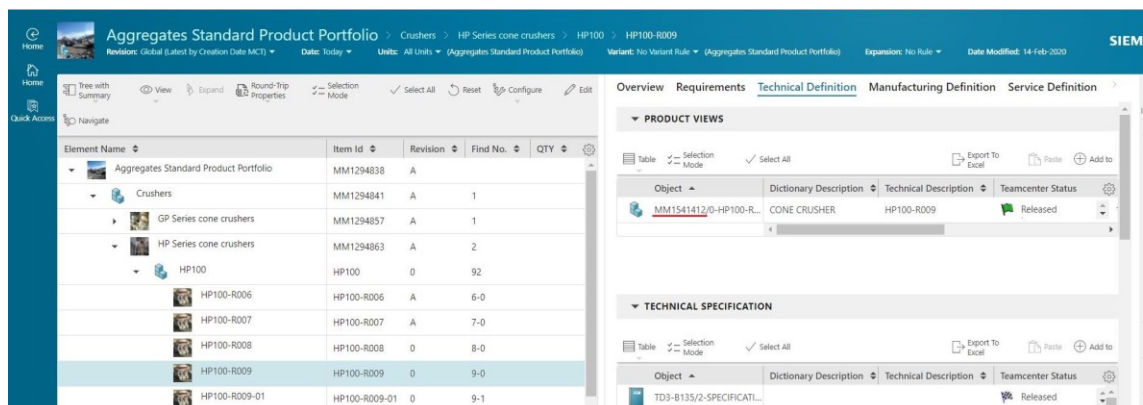 Home
Home
Quick Access
Aggregates Standard Product Portfolio > Crushers > HP Series cone crushers > HP100 > HP100-R009
Revision: Global (Latest by Creation Date MCT) Date: Today Units: All Units (Aggregates Standard Product Portfolio) Variant: No Variant Rule (Aggregates Standard Product Portfolio) Expansion: No Rule Date Modified: 14-Feb-2020
SIEM
Tree with Summary View Expand Round-Trip Properties Selection Mode Select All Reset Configure Edit
Navigate
Element Name Item Id Revision Find No. QTY
Aggregates Standard Product Portfolio MM1294838 A
Crushers MM1294841 A 1
GP Series cone crushers MM1294857 A 1
HP Series cone crushers MM1294863 A 2
HP100 HP100 0 92
HP100-R006 HP100-R006 A 6-0
HP100-R007 HP100-R007 A 7-0
HP100-R008 HP100-R008 0 8-0
HP100-R009 HP100-R009 0 9-0
HP100-R009-01 HP100-R009-01 0 9-1
Overview Requirements Technical Definition Manufacturing Definition Service Definition
PRODUCT VIEWS
Table Selection Mode Select All Export To Excel Paste Add to
Object Dictionary Description Technical Description Teamcenter Status
MM1541412/0-HP100-R... CONE CRUSHER HP100-R009 Released
TECHNICAL SPECIFICATION
Table Selection Mode Select All Export To Excel Paste Add to
Object Dictionary Description Technical Description Teamcenter Status
TD3-B135/2-SPECIFICATI... Released